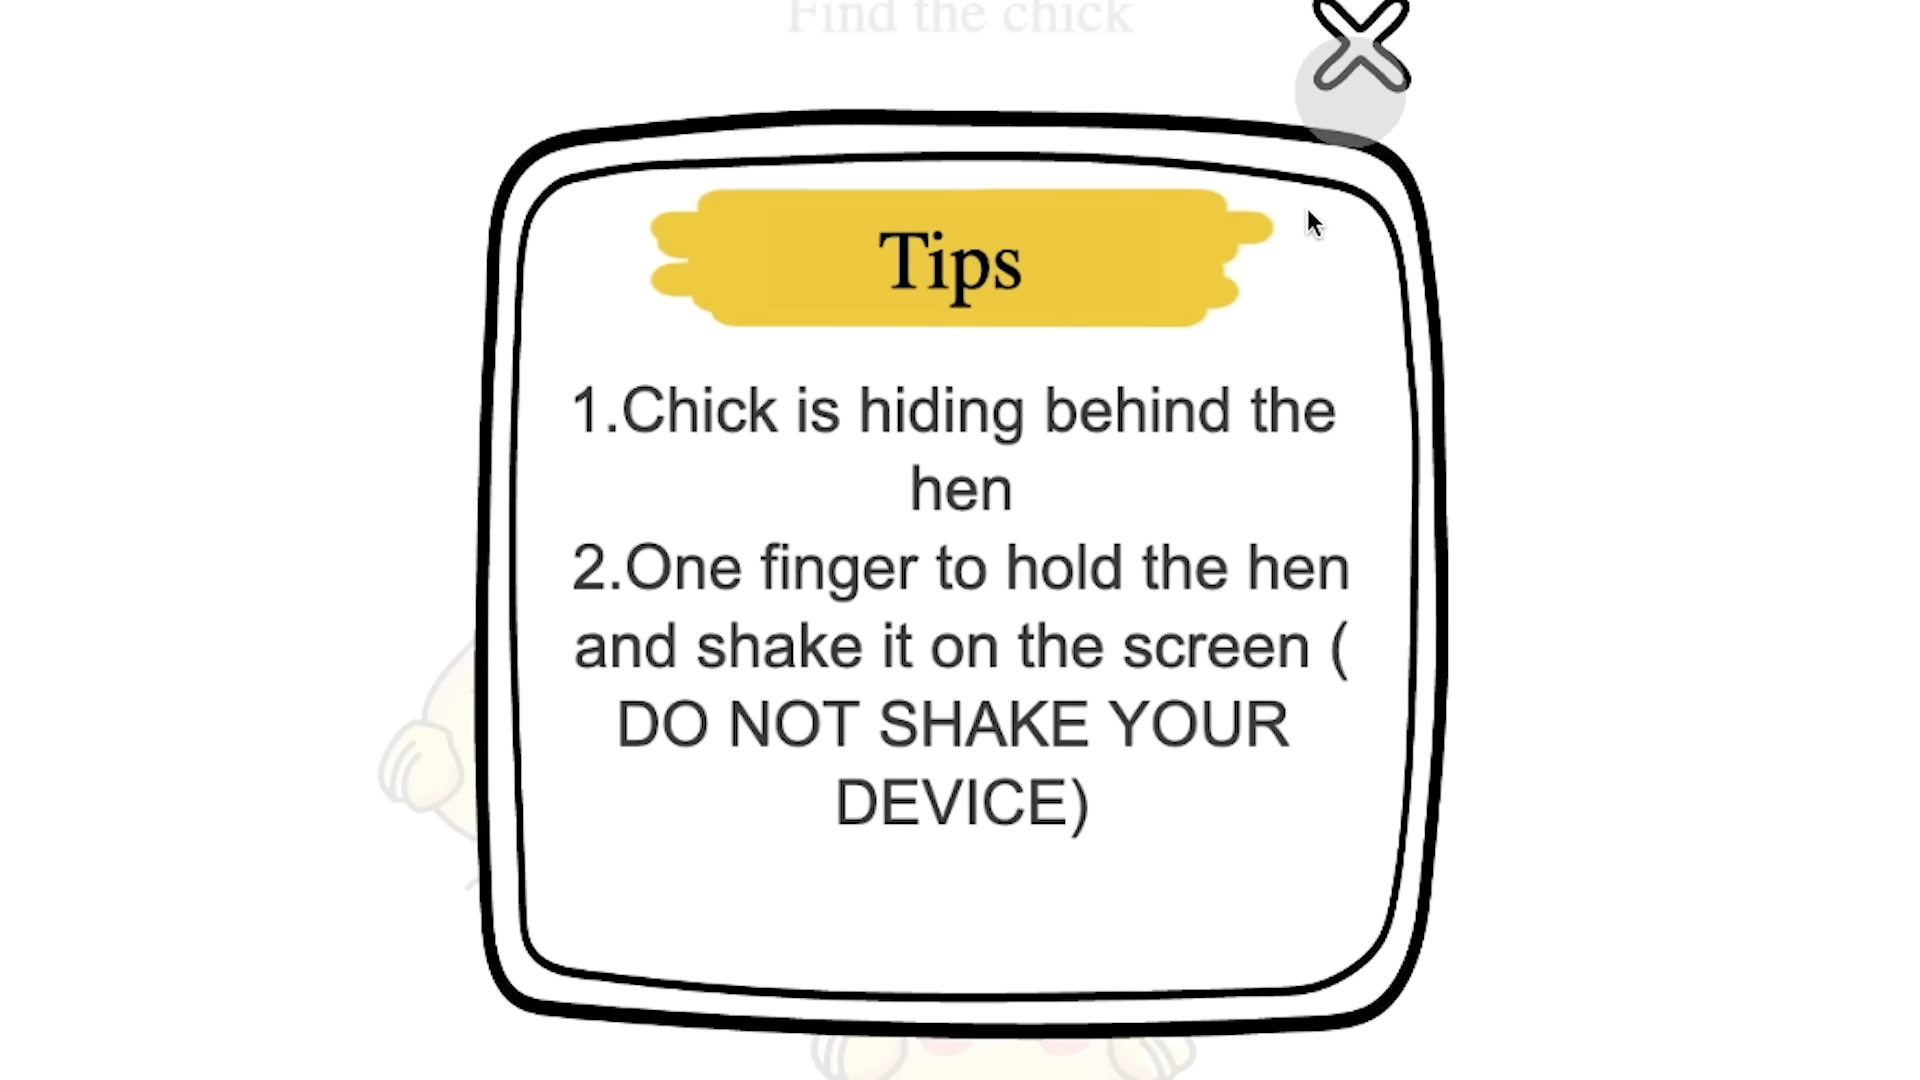 Find the chick
Tips
1.Chick is hiding behind the
hen
2.One finger to hold the hen
and shake it on the screen (
DO NOT SHAKE YOUR
DEVICE)